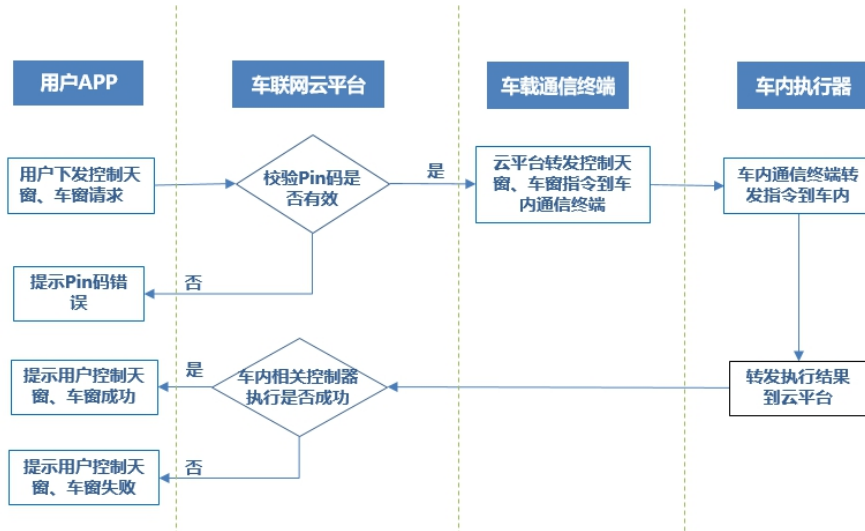 用户APP
车联网云平台
车载通信终端
车内执行器
用户下发控制天
窗、车窗请求
校验Pin码是
否有效
是
云平台转发控制天
窗、车窗指令到车
内通信终端
车内通信终端转
发指令到车内
提示Pin码错
误
否
提示用户控制天
窗、车窗成功
是
车内相关控制器
执行是否成功
转发执行结果
到云平台
提示用户控制天
窗、车窗失败
否